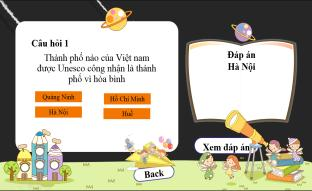 Câu hỏi 1
Thành phố nào của Việt nam
được Unesco công nhận là thành
phố vì hòa bình
Quảng Ninh
Hồ Chí Minh
Hà Nội
Huế
Back
Đáp án
Hà Nội
Xem đáp án